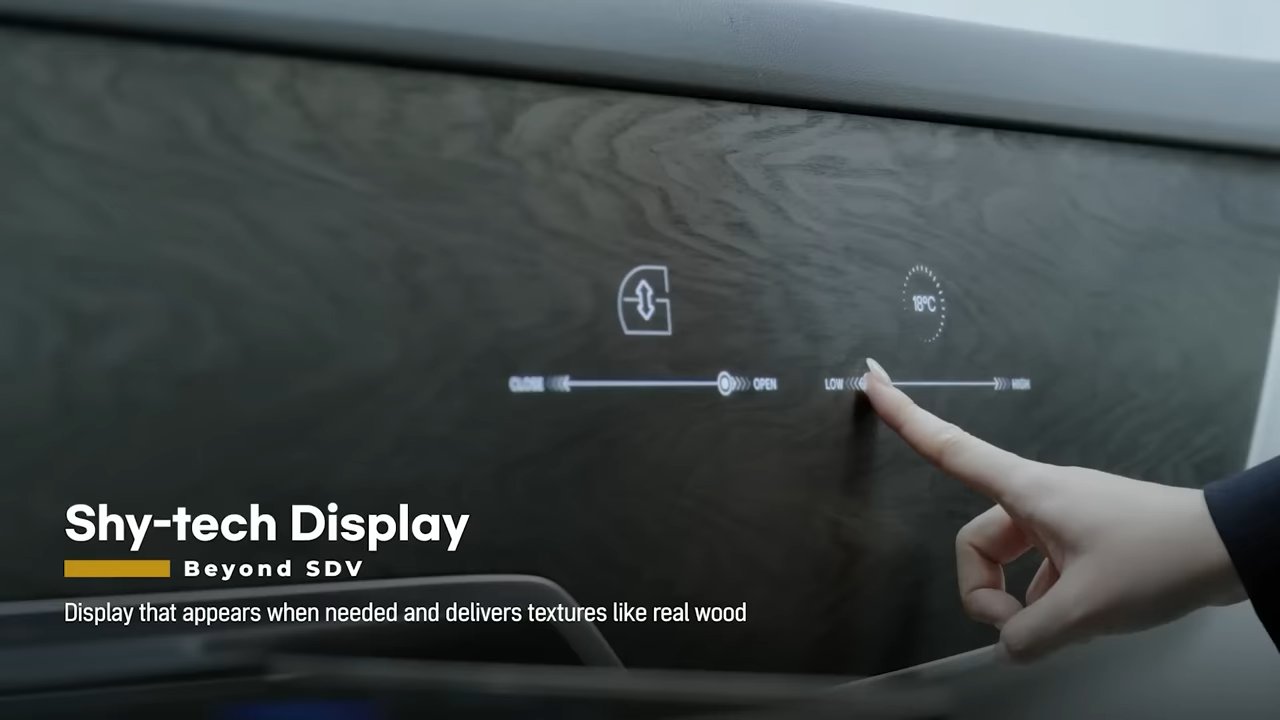 18°C
CLOSE OPEN
LOW HIGH
Shy-tech Display
Beyond SDV
Display that appears when needed and delivers textures like real wood